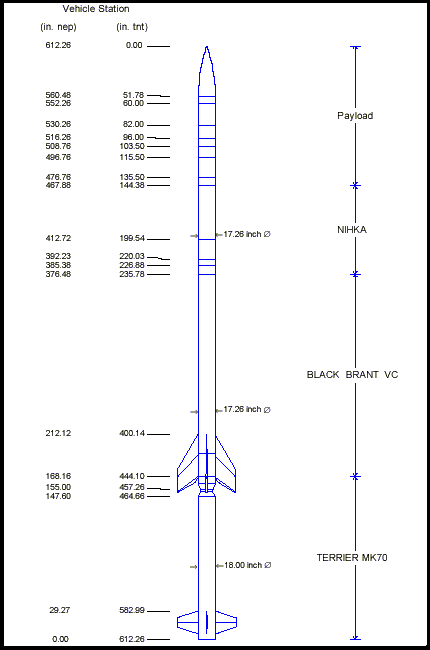 Vehicle Station
(in. nep) (in. tnt)
612.26 0.00
560.48 51.78
552.26 60.00
530.26 82.00
Payload
516.26 96.00
508.76 103.50
496.76 115.50
476.76 135.50
467.88 144.38
NIHKA
17.26 inch Ø
412.72 199.54
392.23 220.03
385.38 226.88
376.48 235.78
BLACK BRANT VC
17.26 inch Ø
212.12 400.14
168.16 444.10
155.00 457.26
147.60 464.66
TERRIER MK70
18.00 inch Ø
29.27 582.99
0.00 612.26